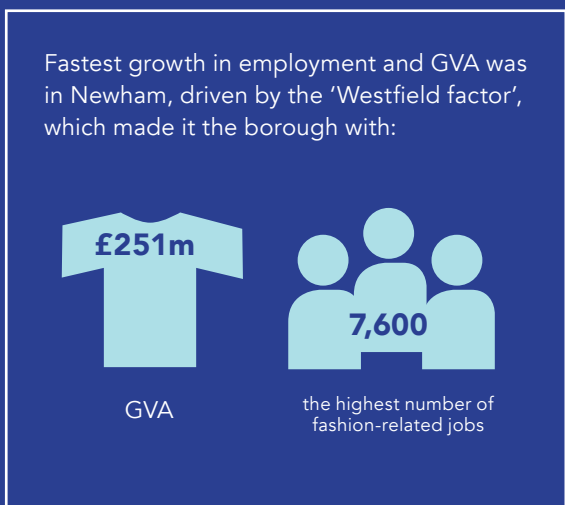 Fastest growth in employment and GVA was
in Newham, driven by the ‘Westfield factor’,
which made it the borough with:
£251m
7,600
GVA
the highest number of
fashion-related jobs